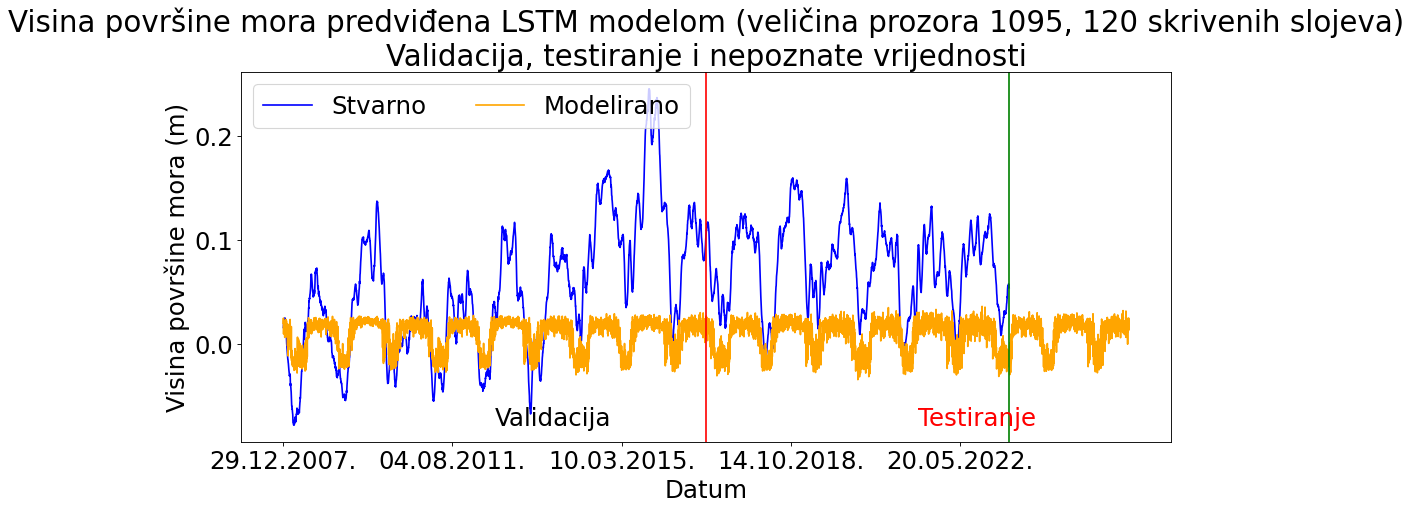 Visina površine mora predviđena LSTM modelom (veličina prozora 1095, 120 skrivenih slojeva)
Validacija, testiranje i nepoznate vrijednosti
Stvarno
Modelirano
Visina površine mora (m)
0.2
0.1
0.0
Validacija
Testiranje
29.12.2007.
04.08.2011.
10.03.2015.
14.10.2018.
20.05.2022.
Datum